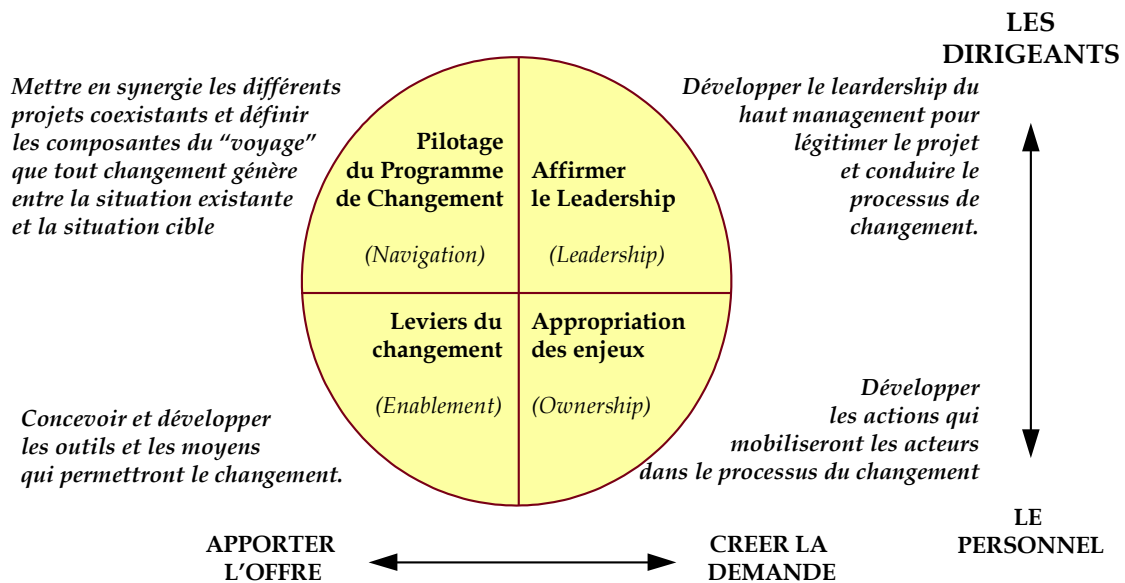 LES
DIRIGEANTS
Mettre en synergie les différents
projets coexistants et définir
les composantes du “voyage”
que tout changement génère
entre la situation existante
et la situation cible
Pilotage
du Programme
de Changement
(Navigation)
Affirmer
le Leadership
(Leadership)
Développer le leardership du
haut management pour
légitimer le projet
et conduire le
processus de
changement.
Leviers du
changement
(Enablement)
Appropriation
des enjeux
(Ownership)
Concevoir et développer
les outils et les moyens
qui permettront le changement.
Développer
les actions qui
mobiliseront les acteurs
dans le processus du changement
APPORTER
L’OFFRE
CREER LA
DEMANDE
LE
PERSONNEL